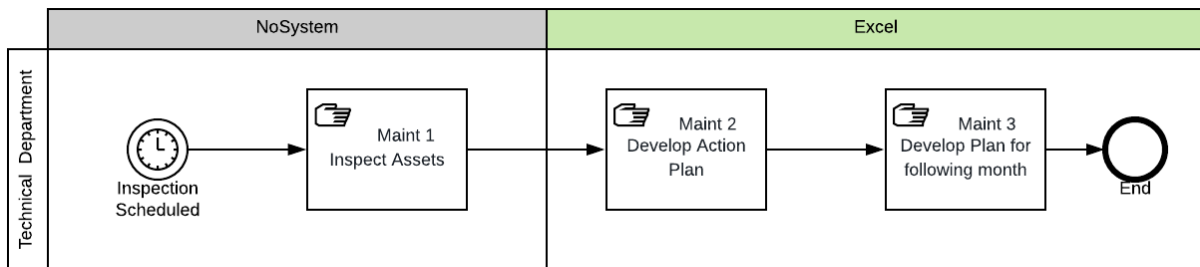 NoSystem
Excel
Technical Department
Inspection
Scheduled
Maint 1
Inspect Assets
Maint 2
Develop Action
Plan
Maint 3
Develop Plan for
following month
End